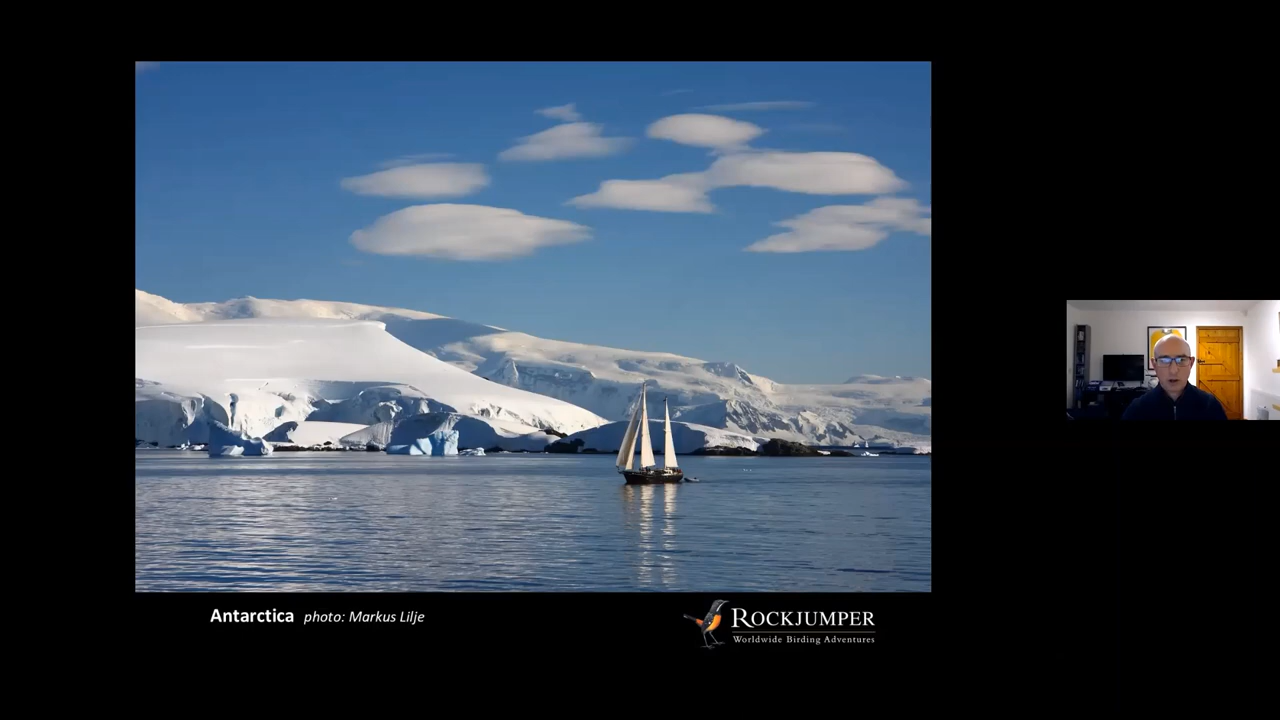 Antarctica photo: Markus Lilje
ROCKJUMPER
Worldwide Birding Adventures